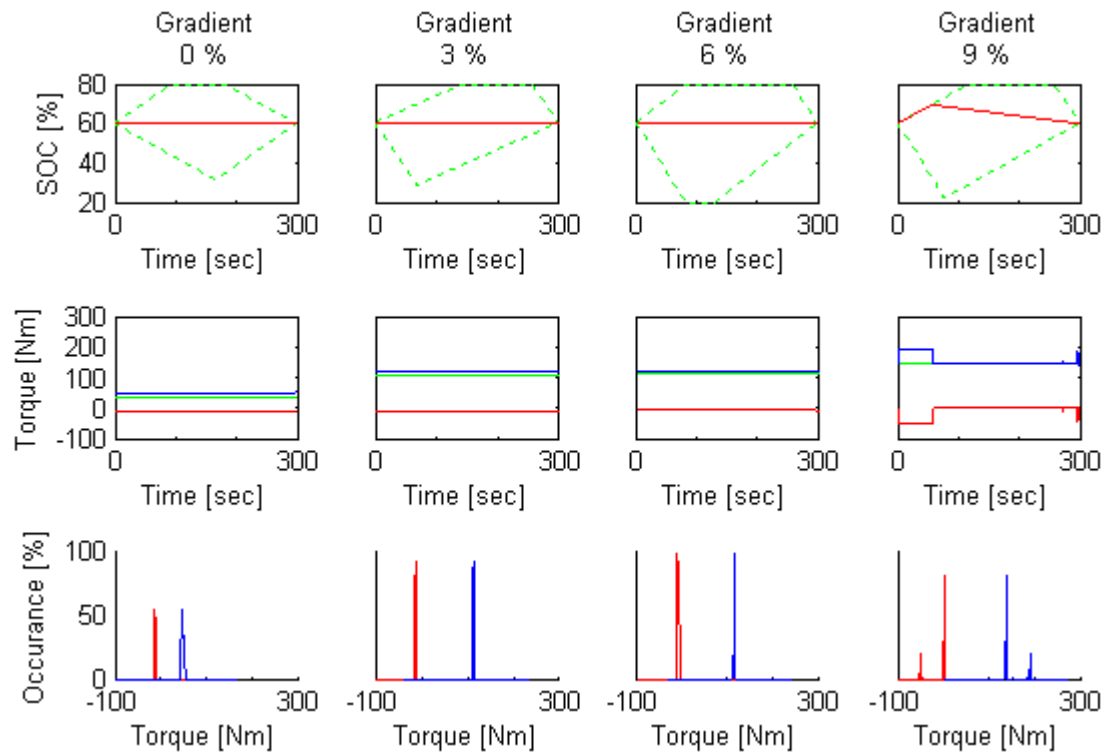 Gradient
0 %
Gradient
3 %
Gradient
6 %
Gradient
9 %
SOC [%]
80
60
40
20
0 300
0 300
0 300
0 300
Time [sec]
Time [sec]
Time [sec]
Time [sec]
Torque [Nm]
300
200
100
0
-100
0 300
0 300
0 300
0 300
Time [sec]
Time [sec]
Time [sec]
Time [sec]
Occurance [%]
100
50
0
-100 300
-100 300
-100 300
-100 300
Torque [Nm]
Torque [Nm]
Torque [Nm]
Torque [Nm]